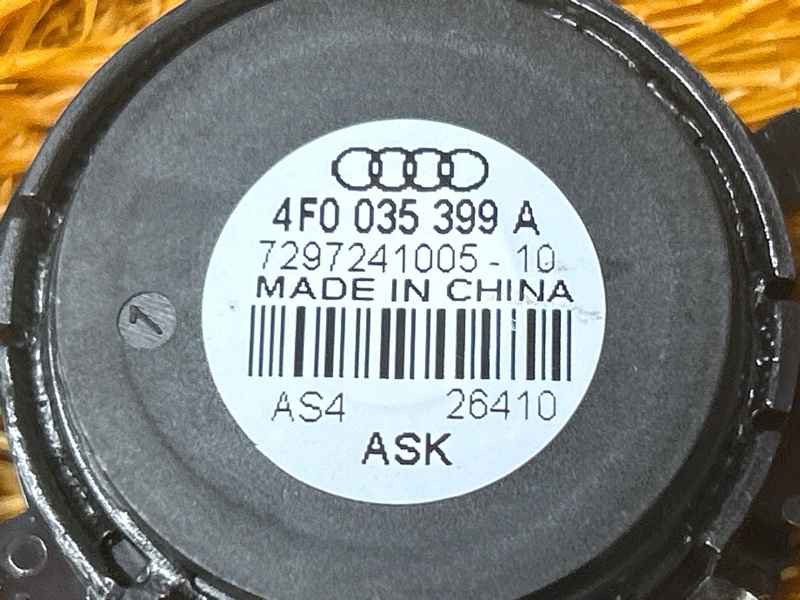 4F0 035 399 A
7297241005 - 10
MADE IN CHINA
AS4 26410
ASK